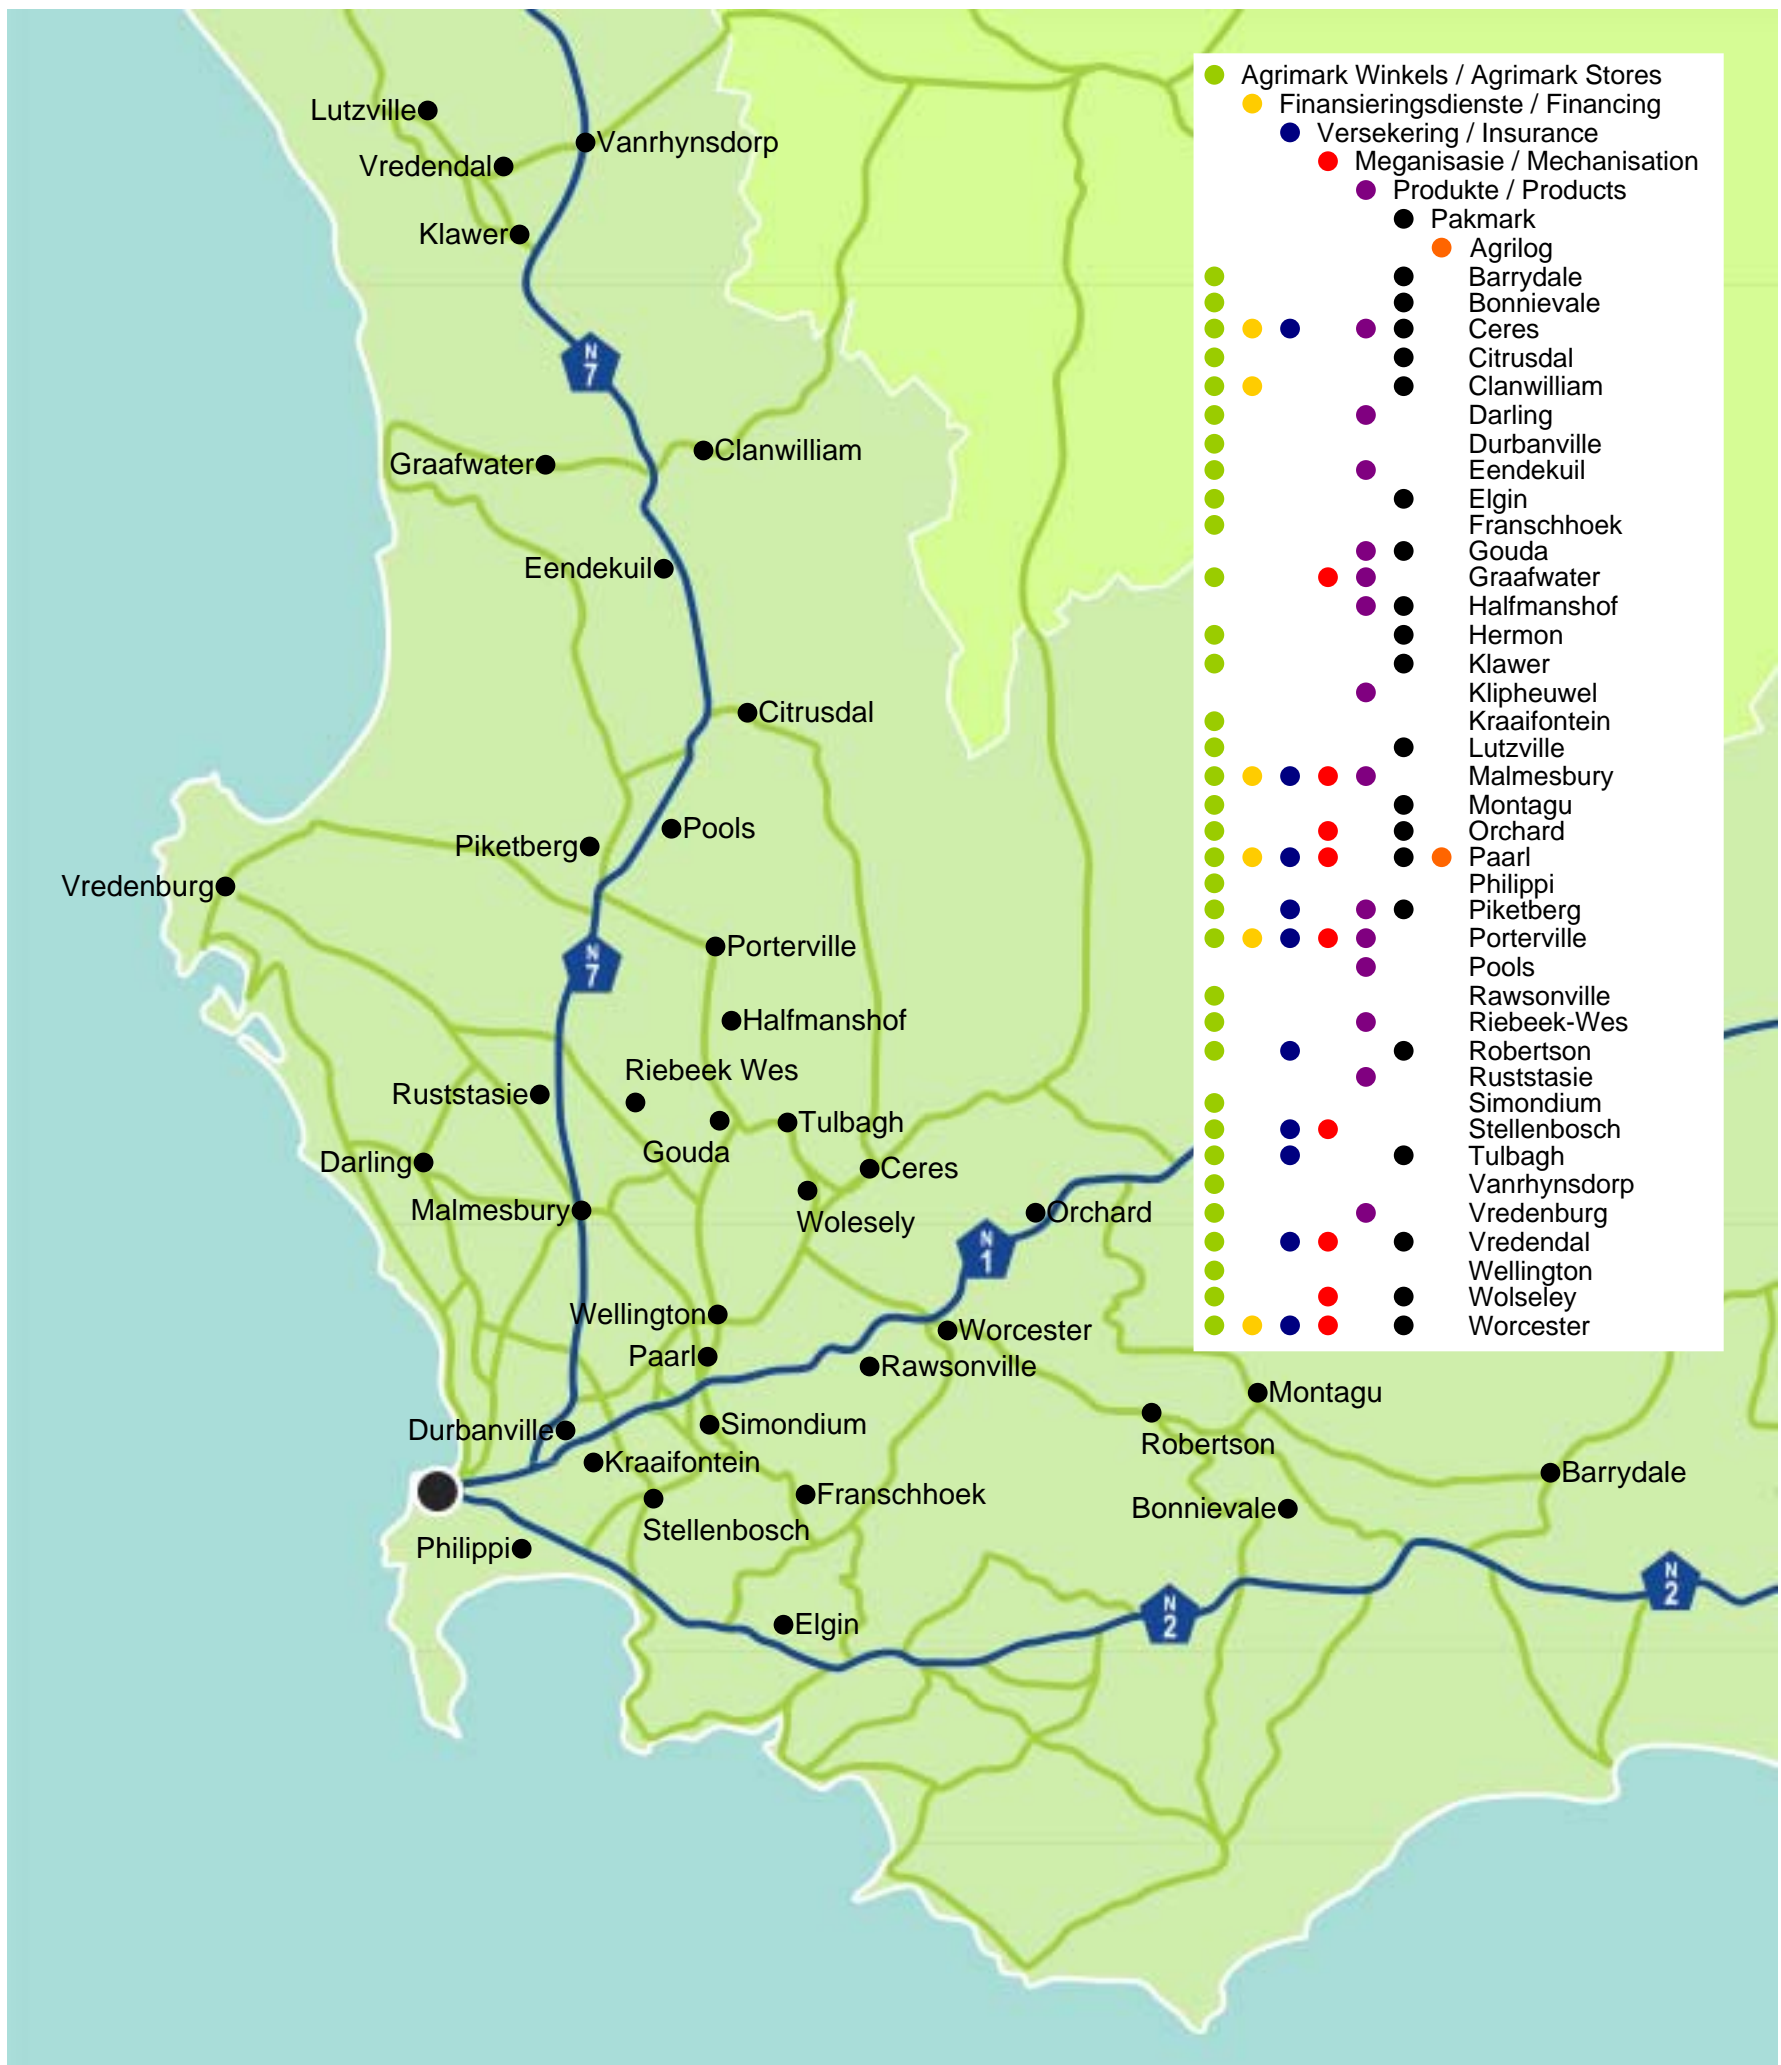 Agrimark Winkels / Agrimark Stores
Finansieringsdienste / Financing
Versekering / Insurance
Meganisasie / Mechanisation
Produkte / Products
Pakmark
Agrilog
Barrydale
Bonnievale
Ceres
Citrusdal
Clanwilliam
Darling
Durbanville
Eendekuil
Elgin
Franschhoek
Gouda
Graafwater
Halfmanshof
Hermon
Klawer
Klipheuwel
Kraaifontein
Lutzville
Malmesbury
Montagu
Orchard
Paarl
Philippi
Piketberg
Porterville
Pools
Rawsonville
Riebeek-Wes
Robertson
Ruststasie
Simondium
Stellenbosch
Tulbagh
Vanrhynsdorp
Vredenburg
Vredendal
Wellington
Wolseley
Worcester
Lutzville
Vanrhynsdorp
Vredendal
Klawer
N
7
Clanwilliam
Graafwater
Eendekuil
Citrusdal
Pools
Piketberg
Vredenburg
Porterville
N
7
Halfmanshof
Riebeek Wes
Ruststasie
Tulbagh
Gouda
Darling
Ceres
Malmesbury
Wolesely
Orchard
N
1
Wellington
Worcester
Paarl
Rawsonville
Montagu
Simondium
Durbanville
Robertson
Kraaifontein
Barrydale
Franschhoek
Bonnievale
Stellenbosch
Philippi
N
2
N
2
Elgin